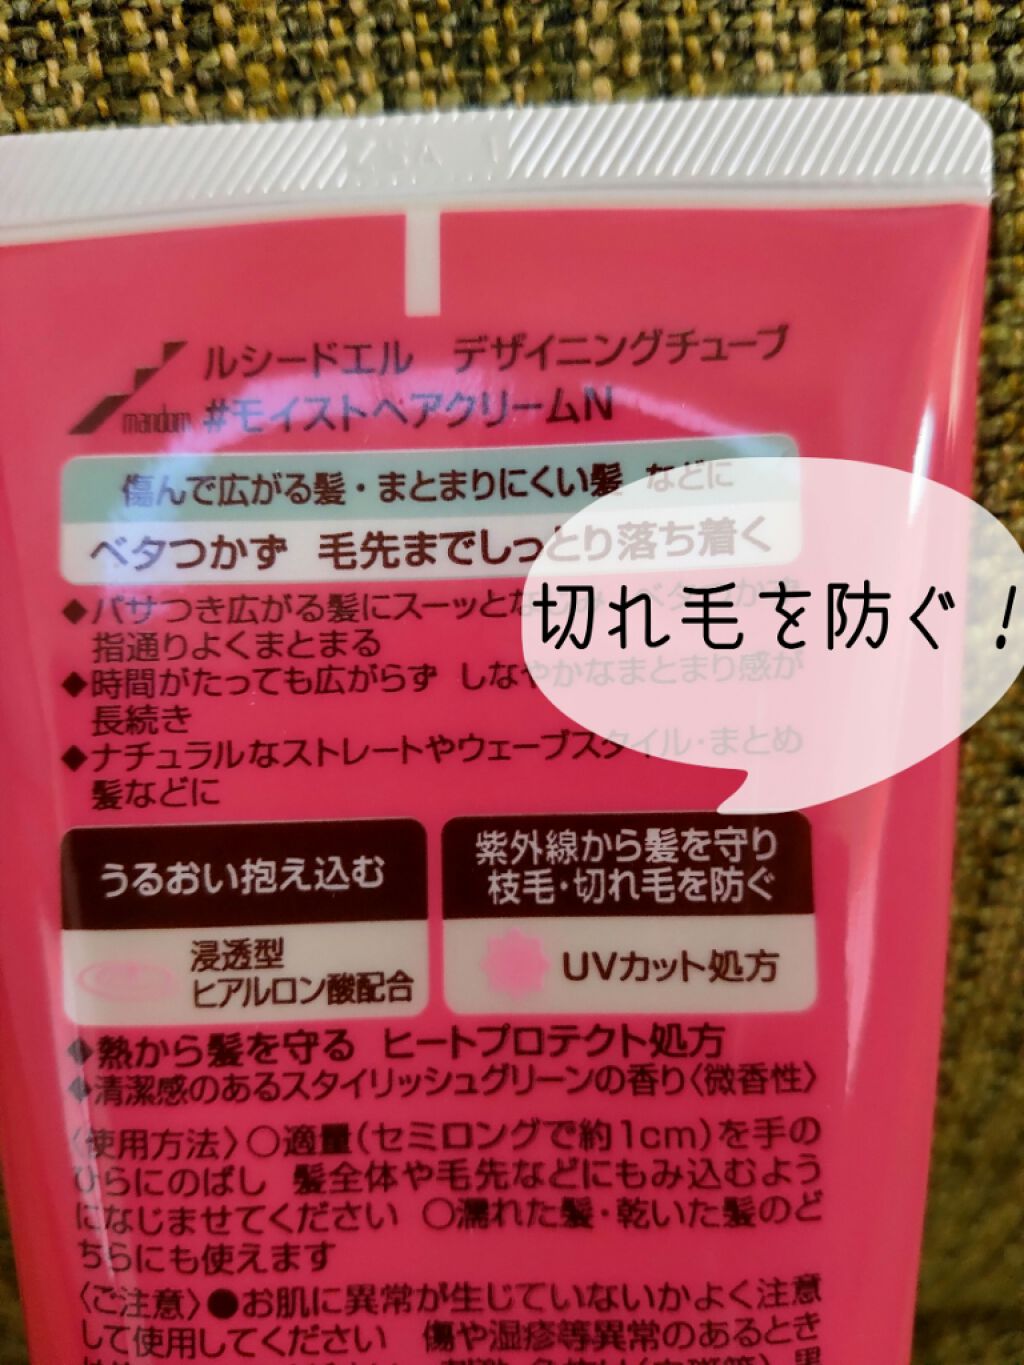 ルシードエル デザイニングチューブ
mandom #モイストヘアクリームN
傷んで広がる髪・まとまりにくい髪 などに
ベタつかず 毛先までしっとり落ち着く
◆パサつき広がる髪にスーッとなじみ ベタつかず
指通りよくまとまる
切れ毛を防ぐ!
◆時間がたっても広がらず しなやかなまとまり感が
長続き
◆ナチュラルなストレートやウェーブスタイル・まとめ
髪などに
うるおい抱え込む
浸透型
ヒアルロン酸配合
紫外線から髪を守り
枝毛・切れ毛を防ぐ
UVカット処方
◆熱から髪を守る ヒートプロテクト処方
◆清潔感のあるスタイリッシュグリーンの香り〈微香性〉
〈使用方法〉○適量(セミロングで約1cm)を手の
ひらにのばし 髪全体や毛先などにもみ込むよう
になじませてください ○濡れた髪・乾いた髪のど
ちらにも使えます
〈ご注意〉●お肌に異常が生じていないかよく注意
して使用してください 傷や湿疹等異常のあるとき